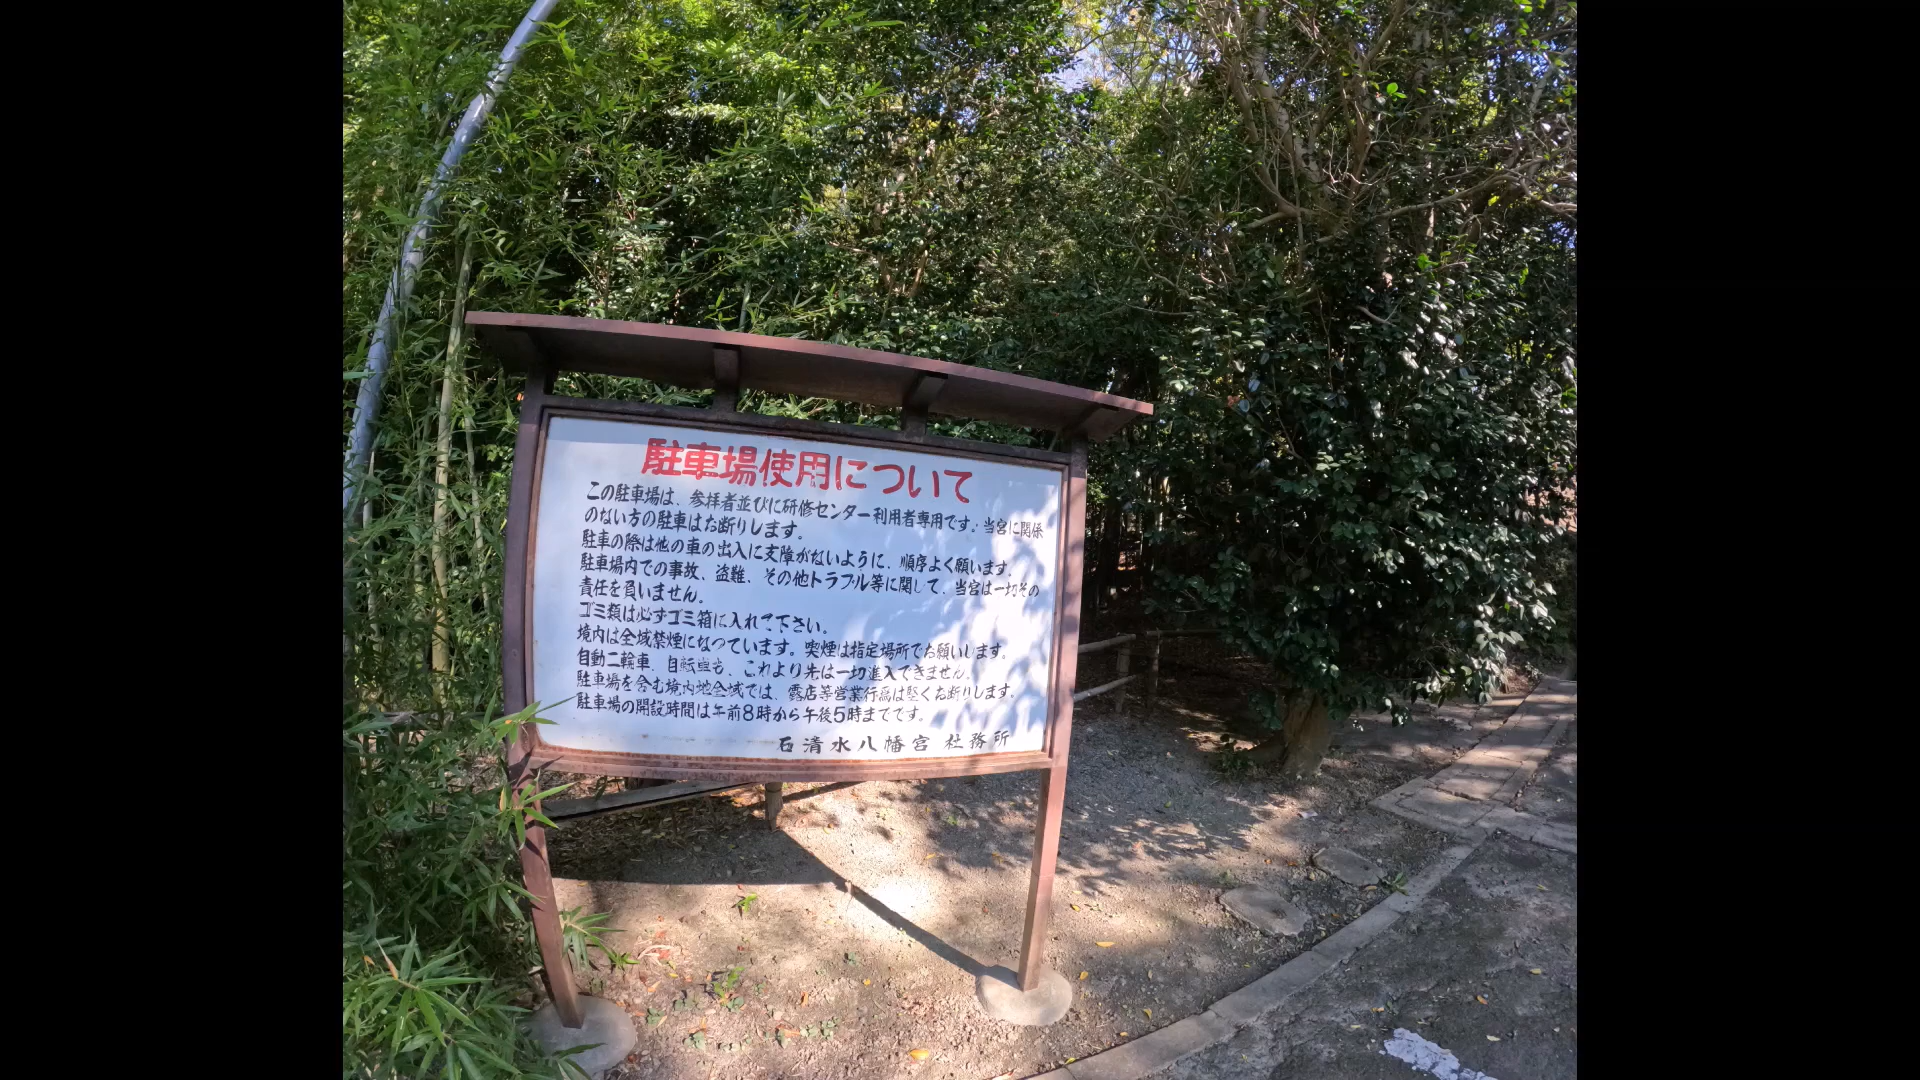 駐車場使用について
この駐車場は、参拝者並びに研修センター利用者専用です。当宮に関係
のない方の駐車はお断りします。
駐車の際は他の車の出入に支障がないように、順序よく願います。
駐車場内での事故、盗難、その他トラブル等に関して、当宮は一切その
責任を負いません。
ゴミ類は必ずゴミ箱に入れて下さい。
境内は全域禁煙になつています。喫煙は指定場所でお願いします。
自動二輪車、自転車も、これより先は一切進入できません。
駐車場を含む境内地全域では、露店等営業行為は堅くお断りします。
駐車場の開設時間は午前8時から午後5時までです。
石清水八幡宮 社務所